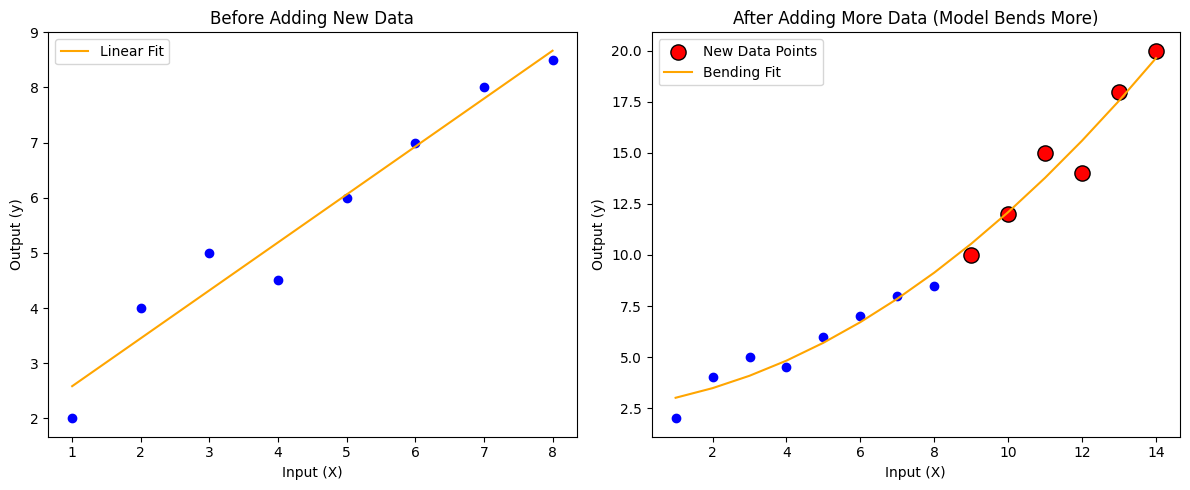 Before Adding New Data
Linear Fit
9
8
7
6
5
4
3
2
Output (y)
1 2 3 4 5 6 7 8
Input (X)
After Adding More Data (Model Bends More)
New Data Points
Bending Fit
20.0
17.5
15.0
12.5
10.0
7.5
5.0
2.5
Output (y)
2 4 6 8 10 12 14
Input (X)